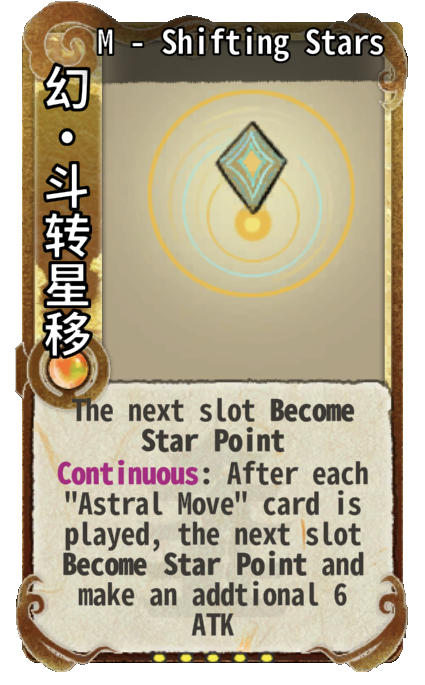 M - Shifting Stars
幻・斗转星移
The next slot Become
Star Point
Continuous: After each
"Astral Move" card is
played, the next slot
Become Star Point and
make an addtional 6
ATK